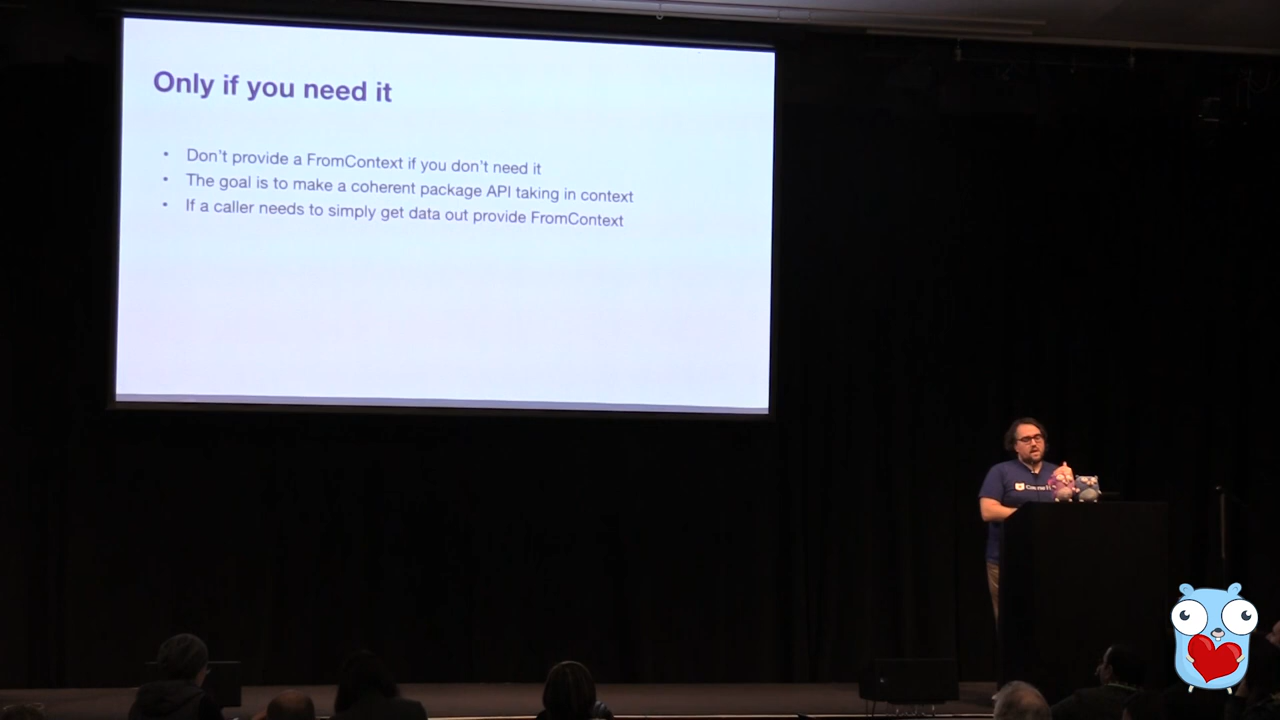 Only if you need it
• Don't provide a FromContext if you don't need it
• The goal is to make a coherent package API taking in context
• If a caller needs to simply get data out provide FromContext